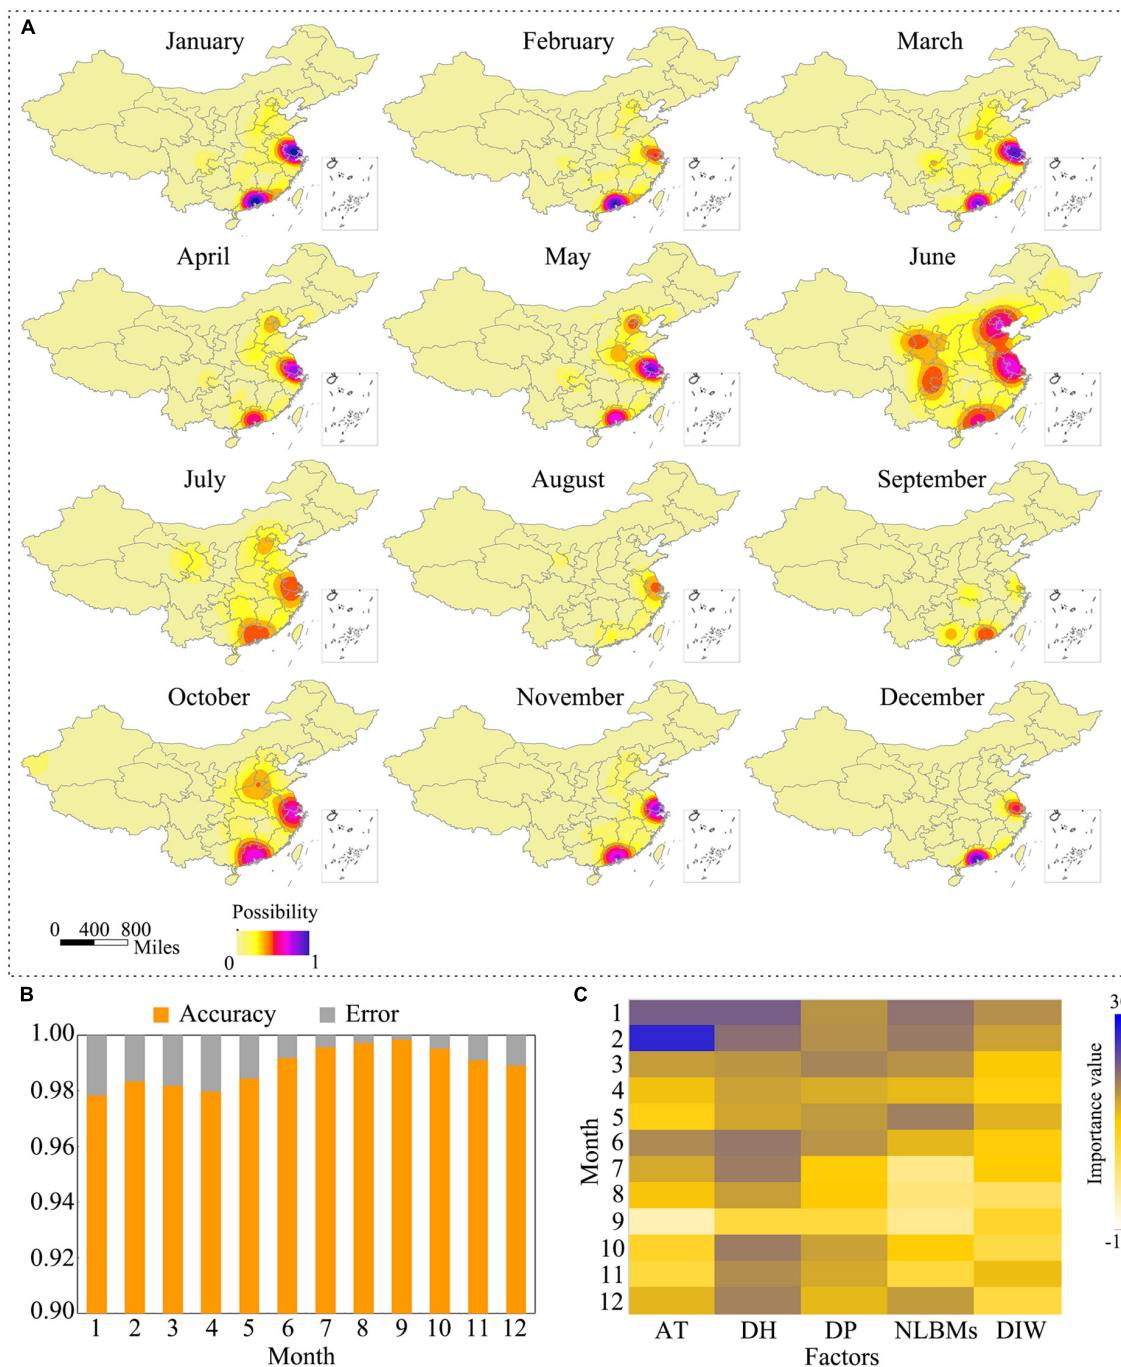 A
January February March
April May June
July August September
October November December
Possibility
0 400 800
Miles
0 1
B
Accuracy Error
1.00
0.98
0.96
0.94
0.92
0.90
1 2 3 4 5 6 7 8 9 10 11 12
Month
C
Month
1
2
3
4
5
6
7
8
9
10
11
12
AT DH DP NLBMs DIW
Factors
Importance value